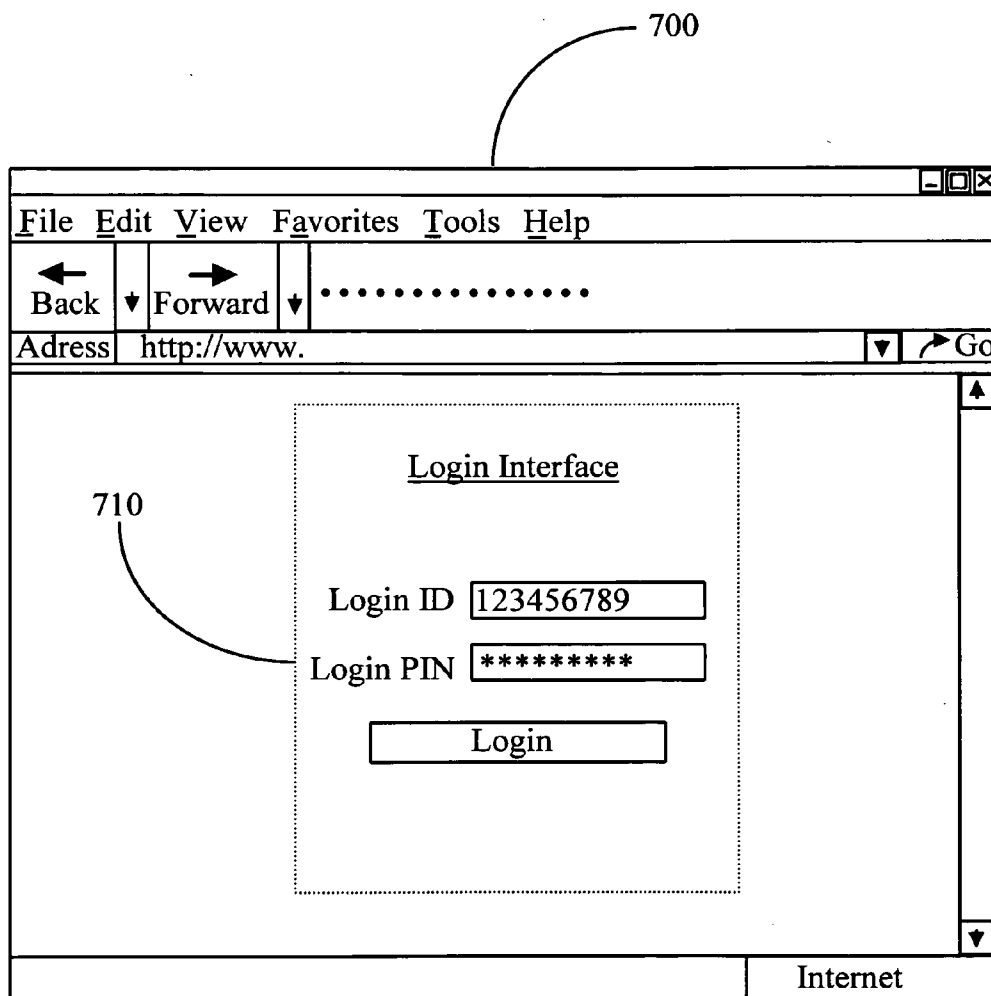 700
File Edit View Favorites Tools Help
Back Forward ...............
Adress http://www. Go
Login Interface
710
Login ID 123456789
Login PIN *********
Login
Internet